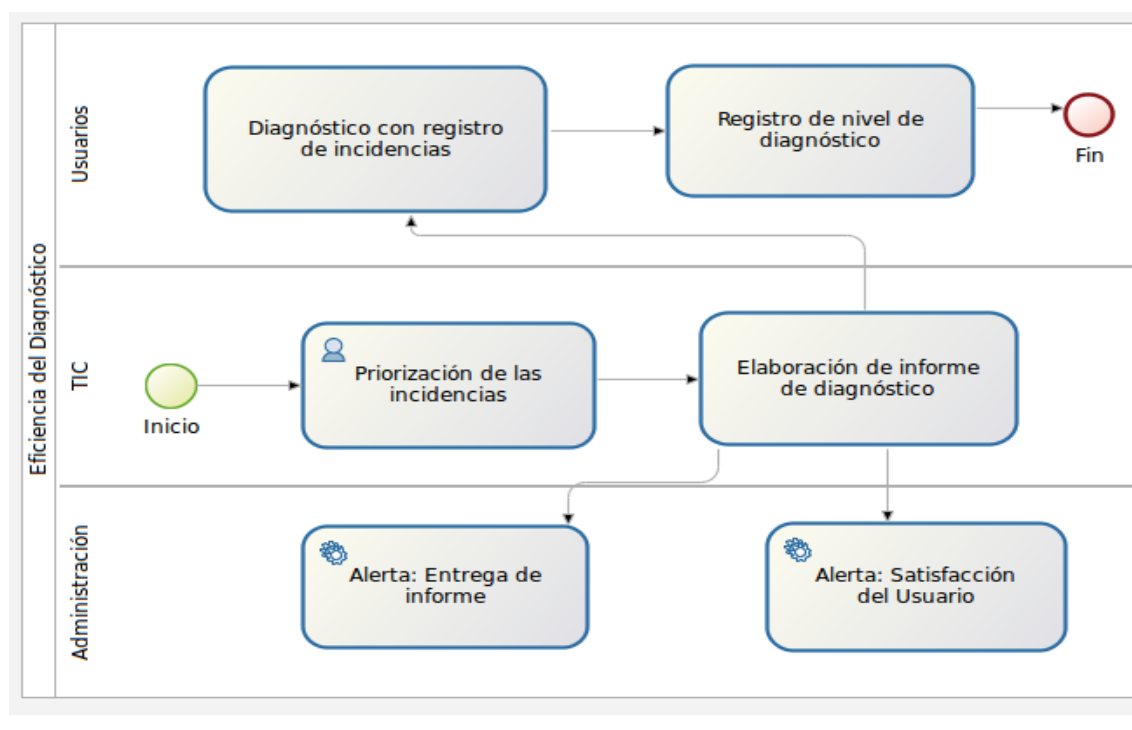 Eficiencia del Diagnóstico
Usuarios
Diagnóstico con registro
de incidencias
Registro de nivel de
diagnóstico
Fin
TIC
Inicio
Priorización de las
incidencias
Elaboración de informe
de diagnóstico
Administración
Alerta: Entrega de
informe
Alerta: Satisfacción
del Usuario